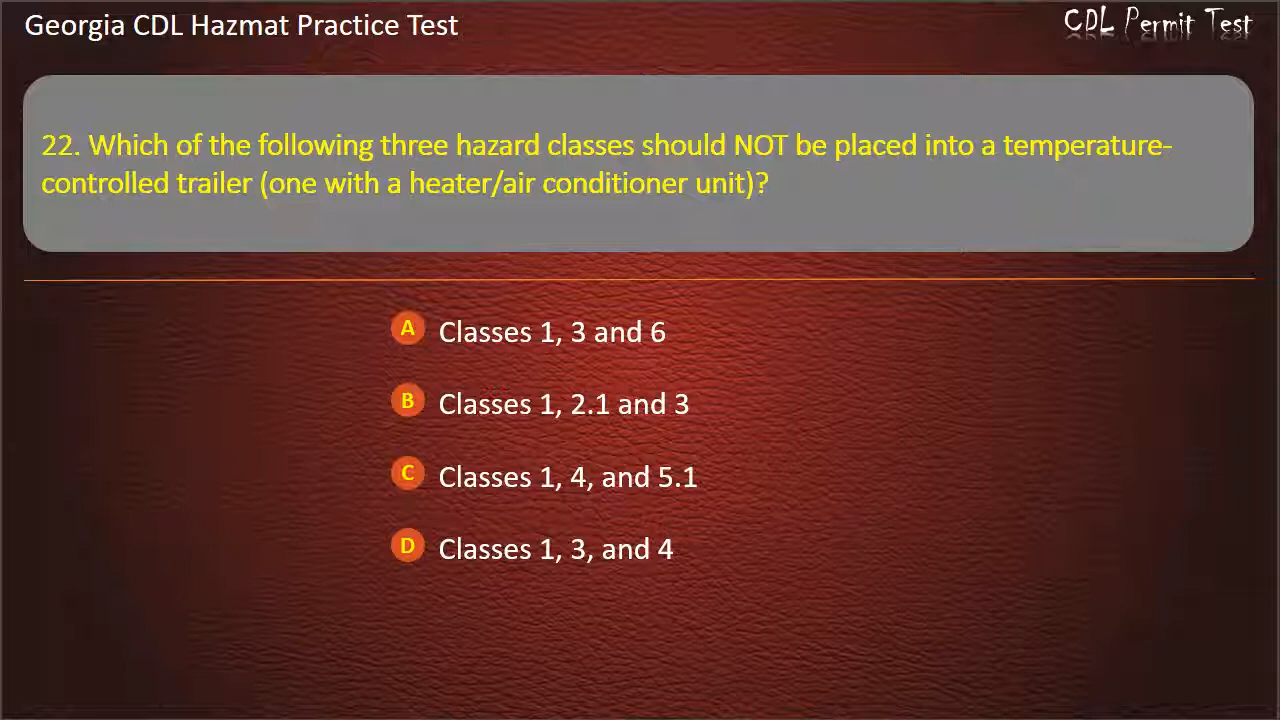 Georgia CDL Hazmat Practice Test
CDL Permit Test
22. Which of the following three hazard classes should NOT be placed into a temperature-
controlled trailer (one with a heater/air conditioner unit)?
A Classes 1, 3 and 6
B Classes 1, 2.1 and 3
C Classes 1, 4, and 5.1
D Classes 1, 3, and 4